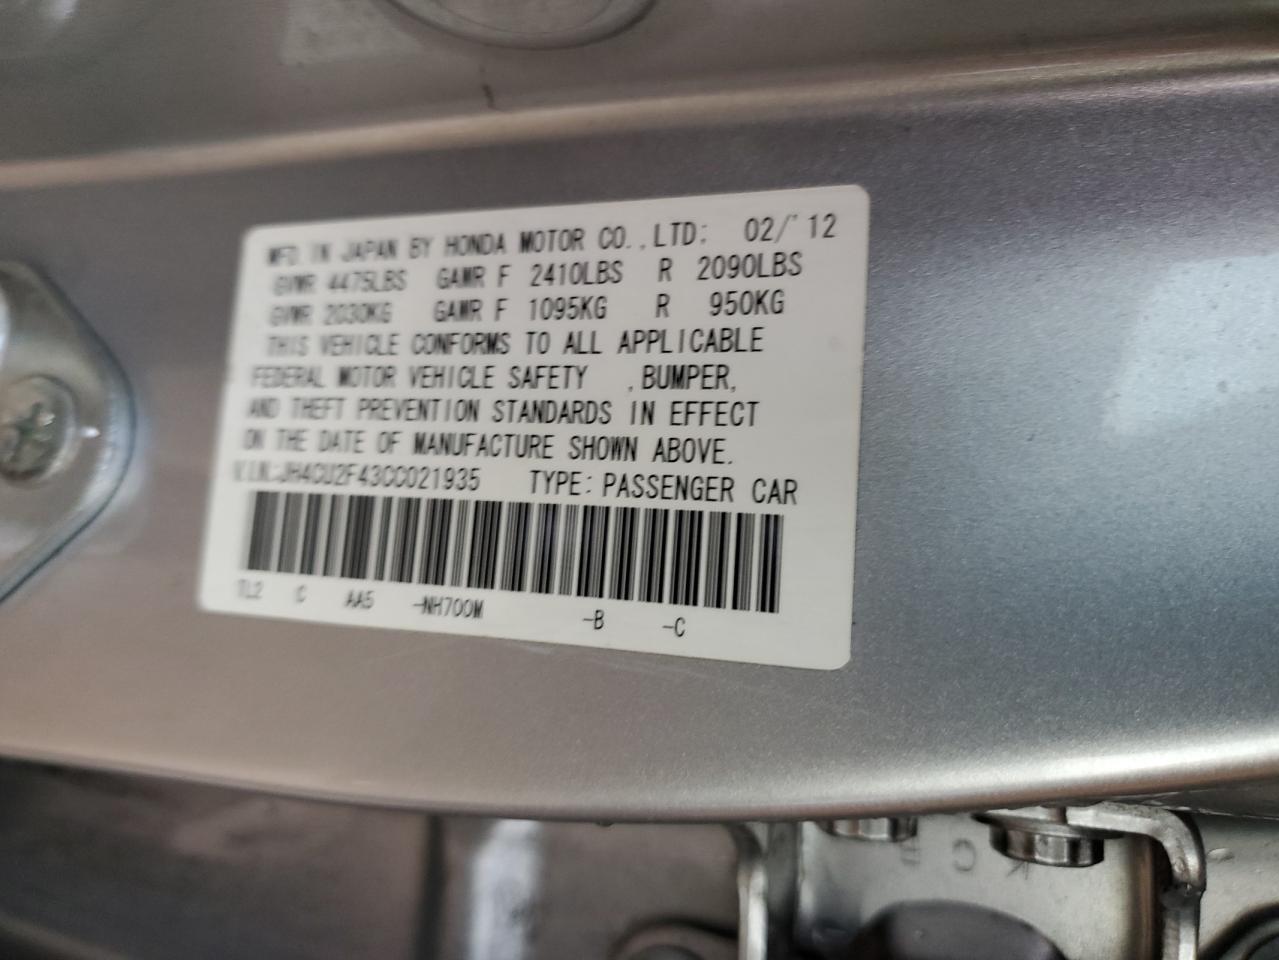 MFD. IN JAPAN BY HONDA MOTOR CO., LTD; 02/'12
GVWR 4475LBS GAWR F 2410LBS R 2090LBS
GVWR 2030KG GAWR F 1095KG R 950KG
THIS VEHICLE CONFORMS TO ALL APPLICABLE
FEDERAL MOTOR VEHICLE SAFETY , BUMPER,
AND THEFT PREVENTION STANDARDS IN EFFECT
ON THE DATE OF MANUFACTURE SHOWN ABOVE.
V.I.N:JH4CU2F43CC021935 TYPE: PASSENGER CAR
TL2 C AA5 -NH700M -B -C